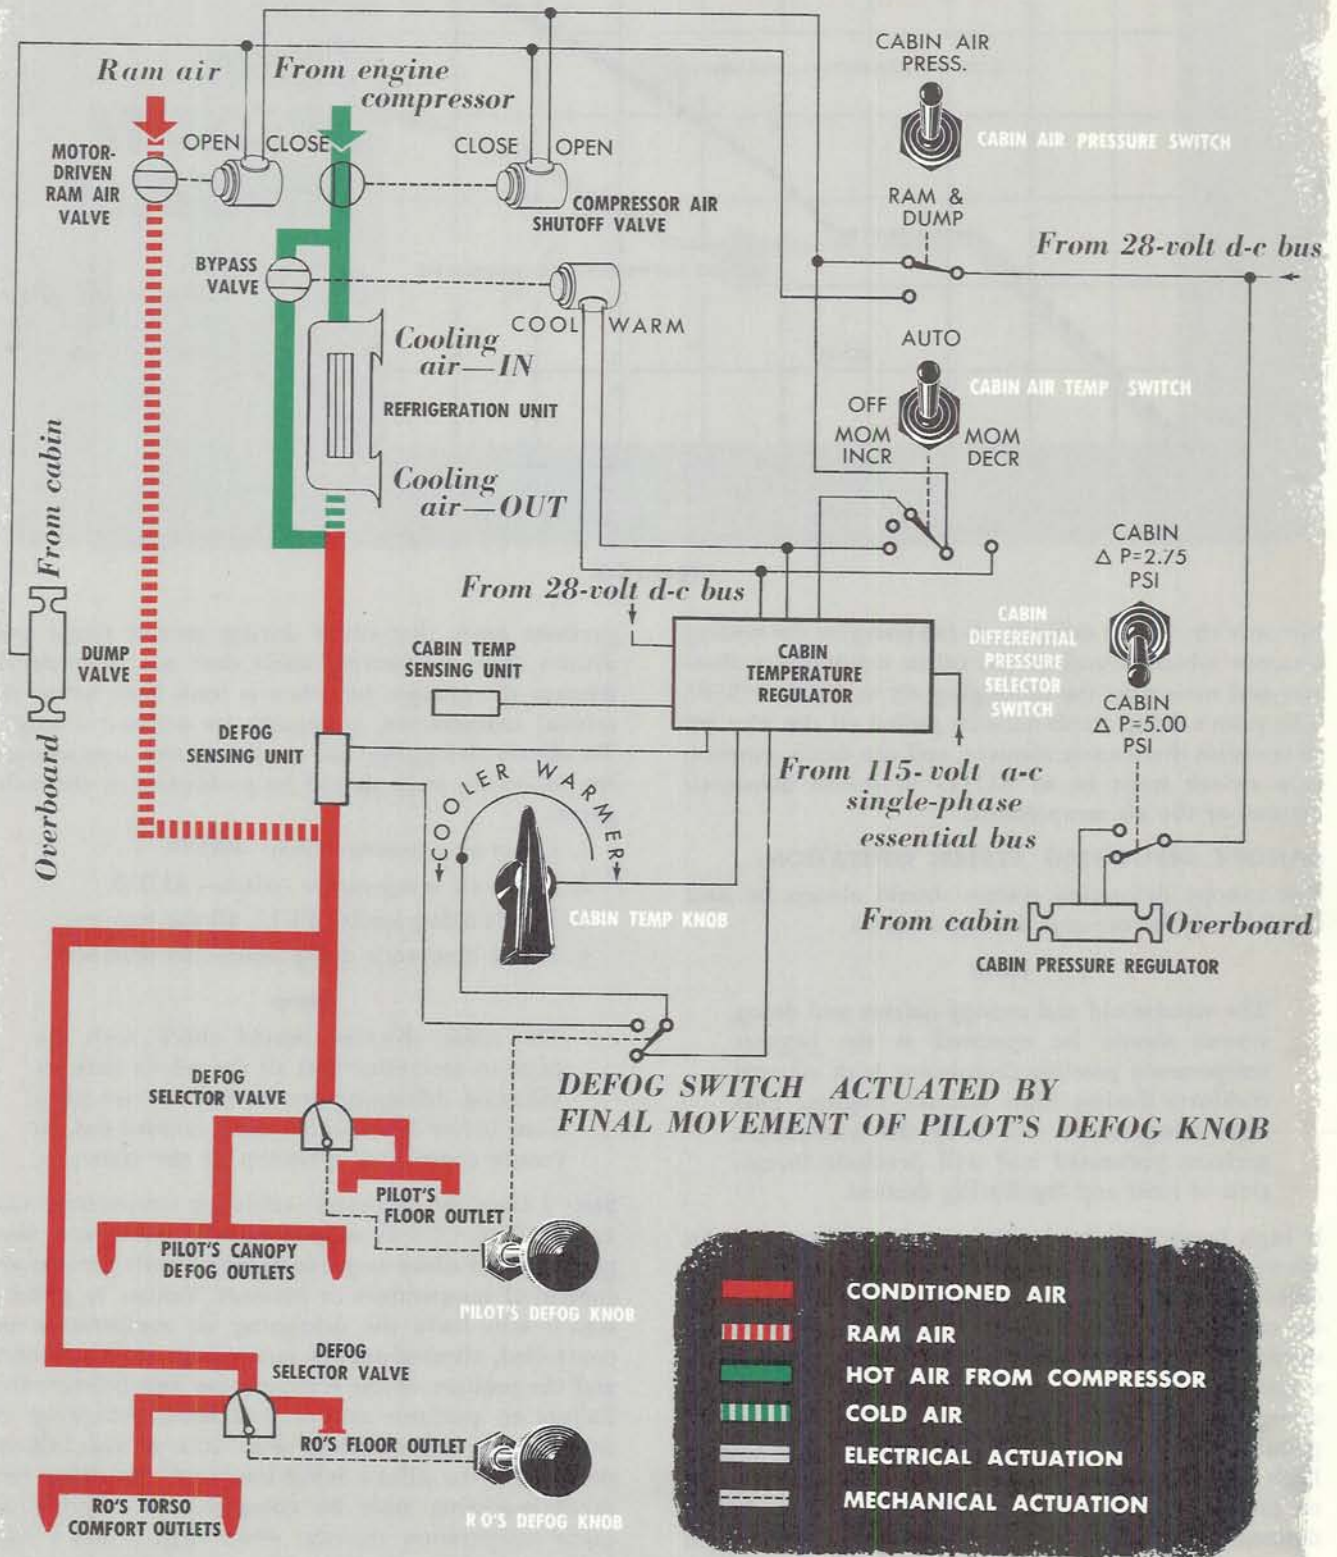 CABIN AIR
PRESS.
Ram air
From engine
compressor
OPEN
CLOSE
CLOSE
OPEN
CABIN AIR PRESSURE SWITCH
MOTOR-
DRIVEN
RAM AIR
VALVE
COMPRESSOR AIR
SHUTOFF VALVE
RAM &
DUMP
From 28-volt d-c bus
BYPASS
VALVE
COOL
WARM
Cooling
air—IN
AUTO
CABIN AIR TEMP SWITCH
REFRIGERATION UNIT
OFF
MOM
INCR
MOM
DECR
Cooling
air—OUT
From cabin
CABIN
Δ P=2.75
PSI
From 28-volt d-c bus
DUMP
VALVE
CABIN TEMP
SENSING UNIT
CABIN
TEMPERATURE
REGULATOR
CABIN
DIFFERENTIAL
PRESSURE
SELECTOR
SWITCH
CABIN
Δ P=5.00
PSI
Overboard
DEFOG
SENSING UNIT
COOLER WARMER
From 115-volt a-c
single-phase
essential bus
CABIN TEMP KNOB
From cabin
Overboard
CABIN PRESSURE REGULATOR
DEFOG
SELECTOR VALVE
DEFOG SWITCH ACTUATED BY
FINAL MOVEMENT OF PILOT'S DEFOG KNOB
PILOT'S
FLOOR OUTLET
PILOT'S CANOPY
DEFOG OUTLETS
PILOT'S DEFOG KNOB
DEFOG
SELECTOR VALVE
RO'S FLOOR OUTLET
RO'S TORSO
COMFORT OUTLETS
RO'S DEFOG KNOB
CONDITIONED AIR
RAM AIR
HOT AIR FROM COMPRESSOR
COLD AIR
ELECTRICAL ACTUATION
MECHANICAL ACTUATION